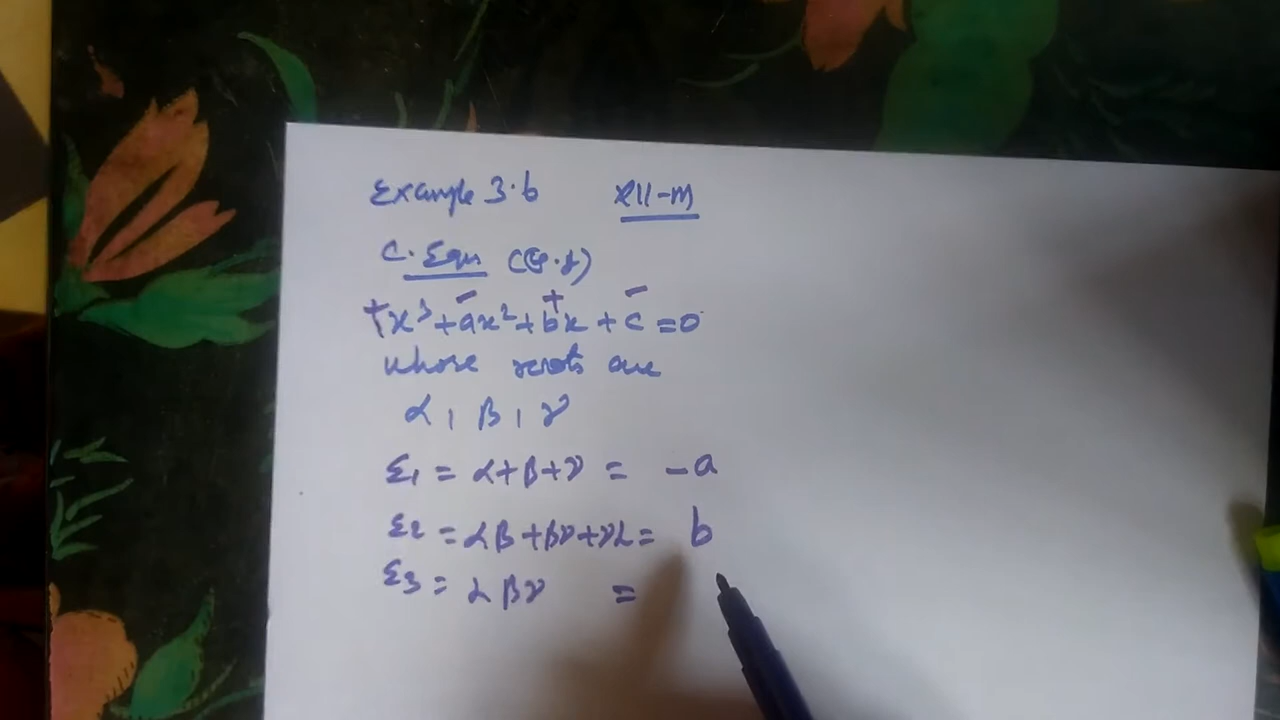 Example 3.6 XII-M
C. Eqn (G.f)
+ - + -
x³+ax²+bx+c=0
whose roots are
α, β, γ
Σ1 = α+β+γ = -a
Σ2 = αβ+βγ+γα = b
Σ3 = αβγ =